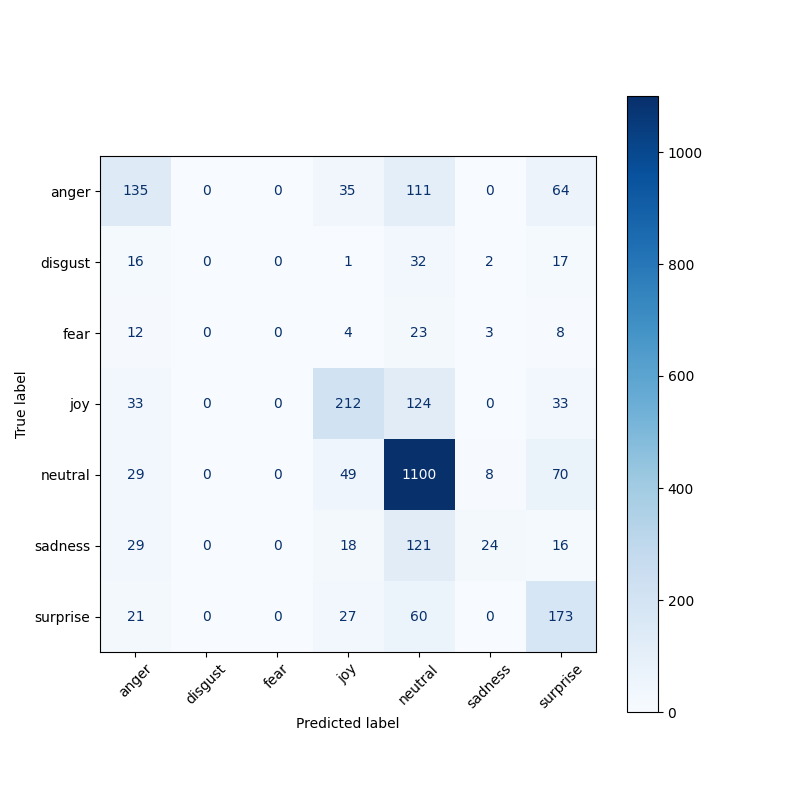 anger 135 0 0 35 111 0 64
disgust 16 0 0 1 32 2 17
fear 12 0 0 4 23 3 8
joy 33 0 0 212 124 0 33
neutral 29 0 0 49 1100 8 70
sadness 29 0 0 18 121 24 16
surprise 21 0 0 27 60 0 173
anger disgust fear joy neutral sadness surprise
Predicted label
True label
1000
800
600
400
200
0